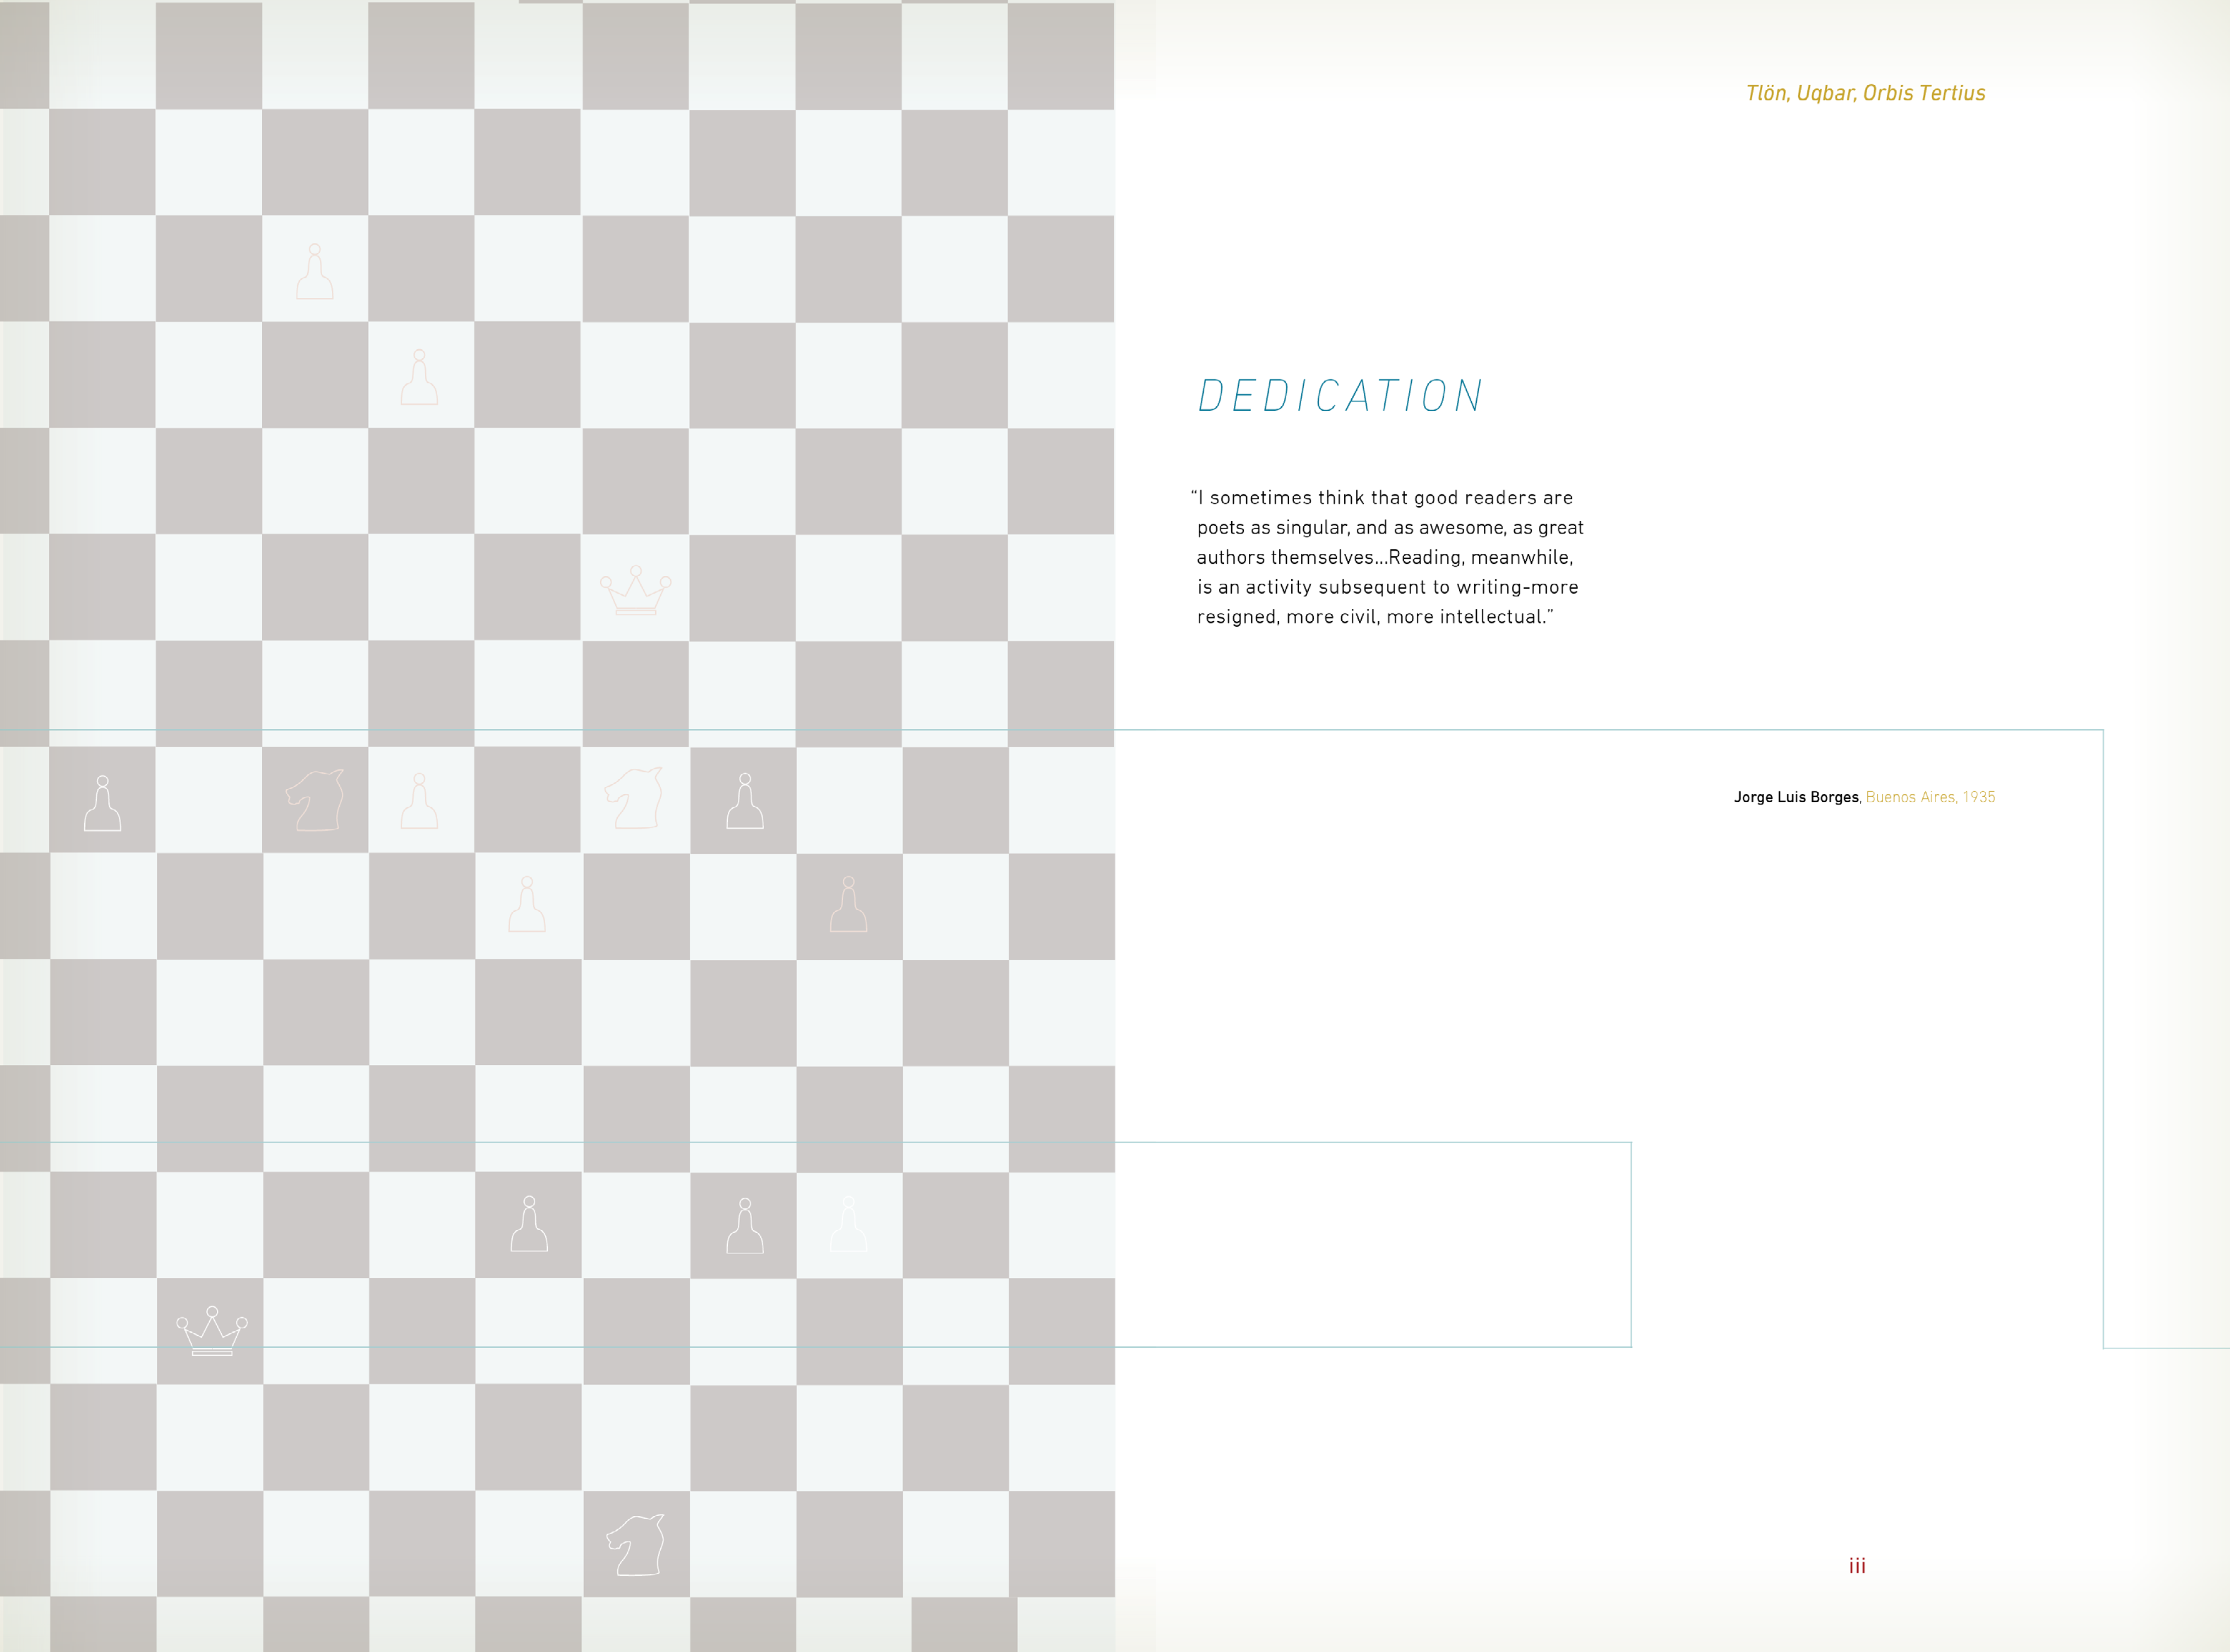 Tlön, Uqbar, Orbis Tertius
DEDICATION
“I sometimes think that good readers are
poets as singular, and as awesome, as great
authors themselves...Reading, meanwhile,
is an activity subsequent to writing-more
resigned, more civil, more intellectual.”
Jorge Luis Borges, Buenos Aires, 1935
iii